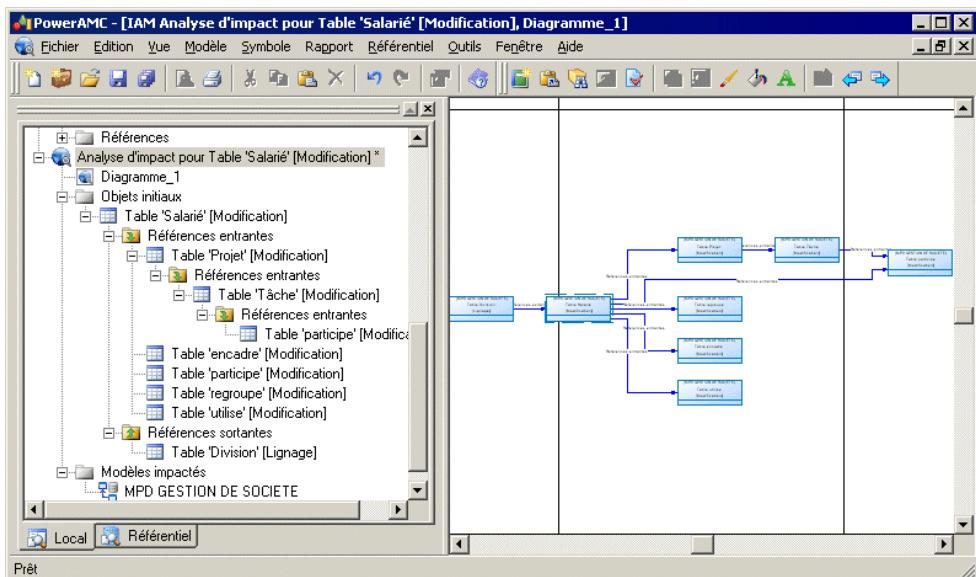 PowerAMC - [IAM Analyse d'impact pour Table 'Salarié' [Modification], Diagramme_1]
Fichier Edition Vue Modèle Symbole Rapport Référentiel Outils Fenêtre Aide
Références
Analyse d'impact pour Table 'Salarié' [Modification] *
Diagramme_1
Objets initiaux
Table 'Salarié' [Modification]
Références entrantes
Table 'Projet' [Modification]
Références entrantes
Table 'Tâche' [Modification]
Références entrantes
Table 'participe' [Modifica
Table 'encadre' [Modification]
Table 'participe' [Modification]
Table 'regroupe' [Modification]
Table 'utilise' [Modification]
Références sortantes
Table 'Division' [Lignage]
Modèles impactés
MPD GESTION DE SOCIETE
Local Référentiel
Prêt